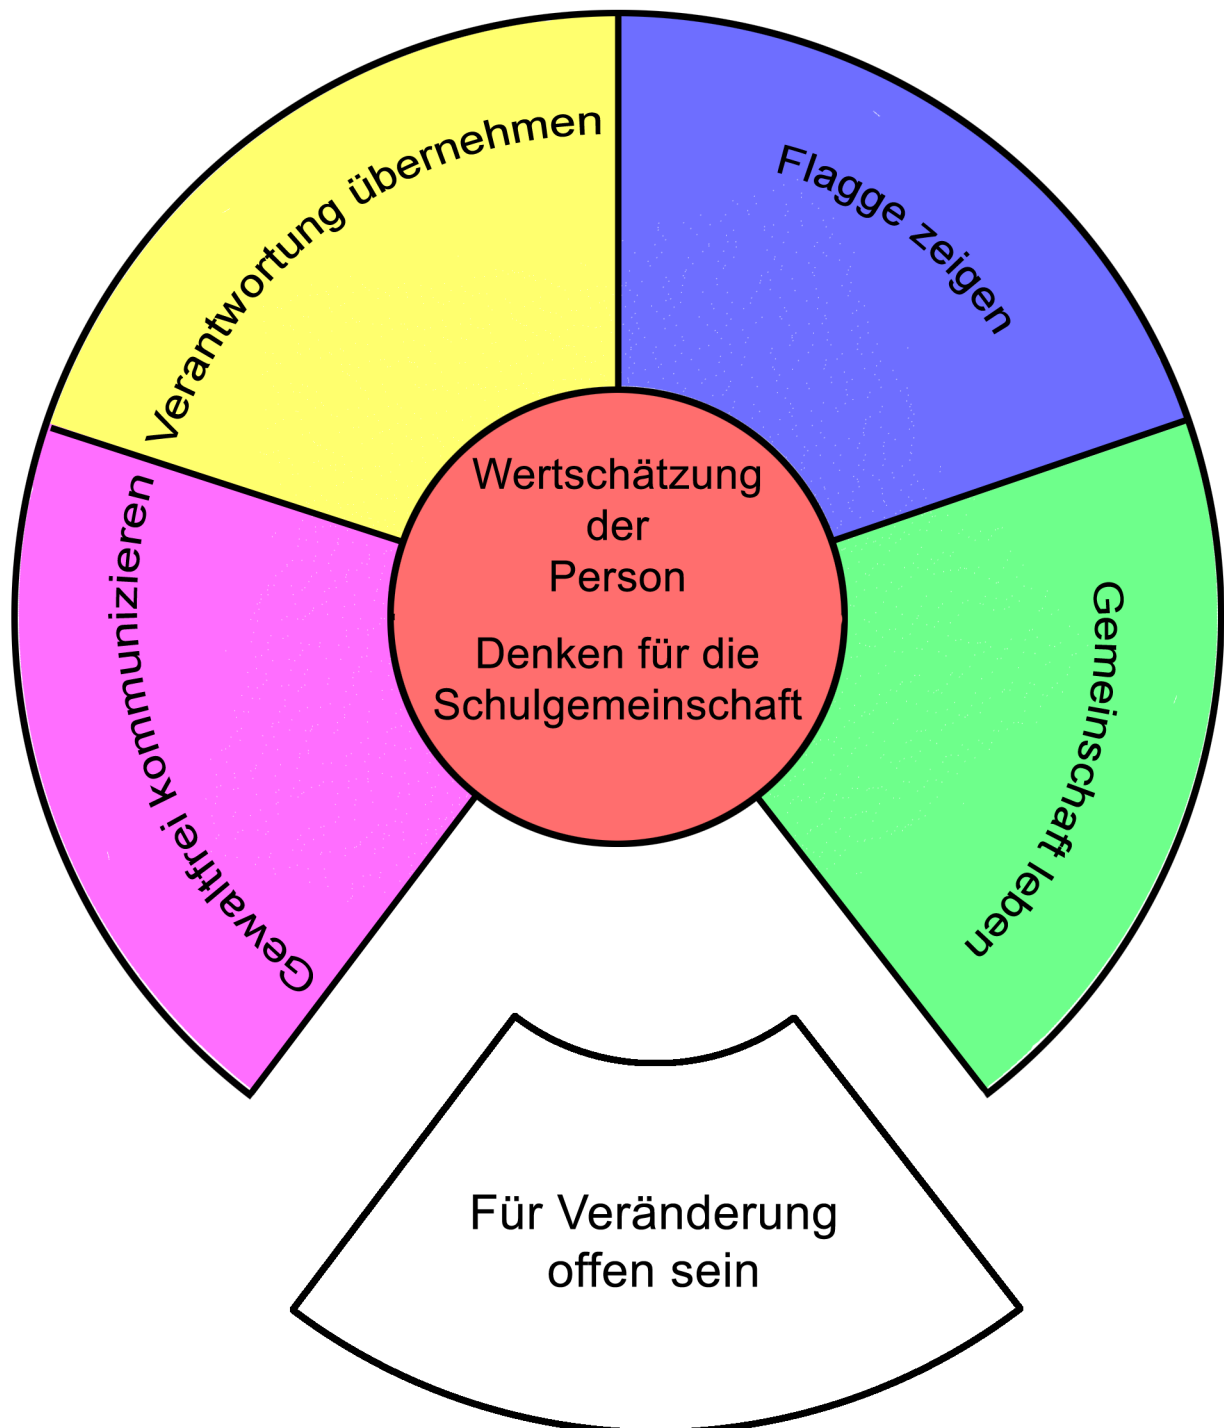 Verantwortung übernehmen
Flagge zeigen
Gewaltfrei kommunizieren
Wertschätzung
der
Person
Denken für die
Schulgemeinschaft
Gemeinschaft leben
Für Veränderung
offen sein